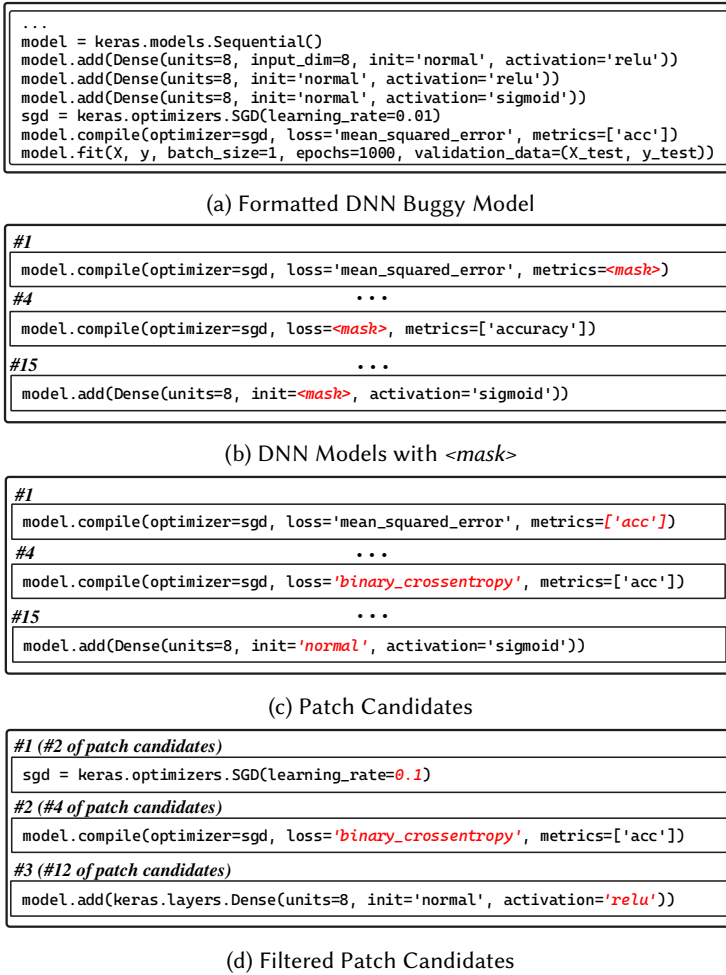 ...
model = keras.models.Sequential()
model.add(Dense(units=8, input_dim=8, init='normal', activation='relu'))
model.add(Dense(units=8, init='normal', activation='relu'))
model.add(Dense(units=8, init='normal', activation='sigmoid'))
sgd = keras.optimizers.SGD(learning_rate=0.01)
model.compile(optimizer=sgd, loss='mean_squared_error', metrics=['acc'])
model.fit(X, y, batch_size=1, epochs=1000, validation_data=(X_test, y_test))
(a) Formatted DNN Buggy Model
#1
model.compile(optimizer=sgd, loss='mean_squared_error', metrics=<mask>)
#4 ...
model.compile(optimizer=sgd, loss=<mask>, metrics=['accuracy'])
#15 ...
model.add(Dense(units=8, init=<mask>, activation='sigmoid'))
(b) DNN Models with <mask>
#1
model.compile(optimizer=sgd, loss='mean_squared_error', metrics=['acc'])
#4 ...
model.compile(optimizer=sgd, loss='binary_crossentropy', metrics=['acc'])
#15 ...
model.add(Dense(units=8, init='normal', activation='sigmoid'))
(c) Patch Candidates
#1 (#2 of patch candidates)
sgd = keras.optimizers.SGD(learning_rate=0.1)
#2 (#4 of patch candidates)
model.compile(optimizer=sgd, loss='binary_crossentropy', metrics=['acc'])
#3 (#12 of patch candidates)
model.add(keras.layers.Dense(units=8, init='normal', activation='relu'))
(d) Filtered Patch Candidates